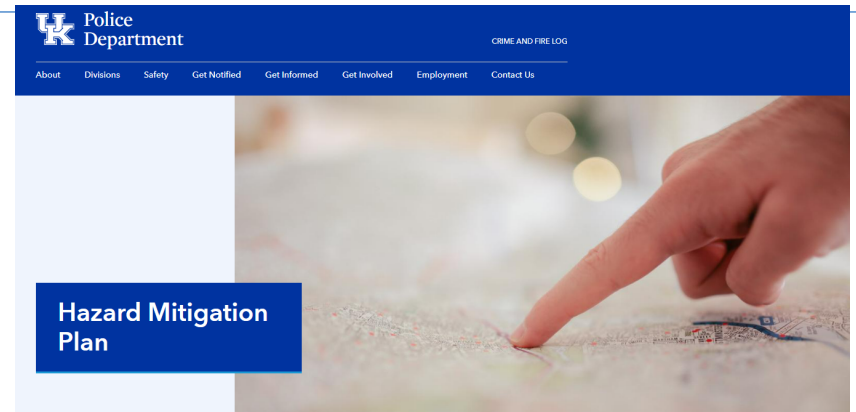 UK Police
Department
CRIME AND FIRE LOG
About Divisions Safety Get Notified Get Informed Get Involved Employment Contact Us
Hazard Mitigation
Plan